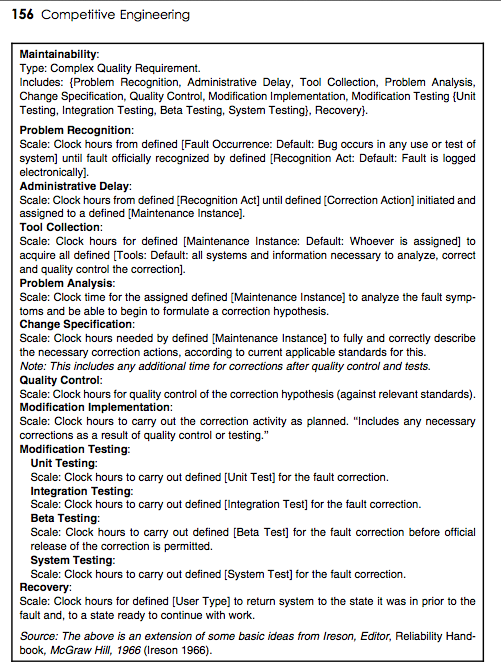 156 Competitive Engineering
Maintainability:
Type: Complex Quality Requirement.
Includes: {Problem Recognition, Administrative Delay, Tool Collection, Problem Analysis,
Change Specification, Quality Control, Modification Implementation, Modification Testing {Unit
Testing, Integration Testing, Beta Testing, System Testing}, Recovery}.
Problem Recognition:
Scale: Clock hours from defined [Fault Occurrence: Default: Bug occurs in any use or test of
system] until fault officially recognized by defined [Recognition Act: Default: Fault is logged
electronically].
Administrative Delay:
Scale: Clock hours from defined [Recognition Act] until defined [Correction Action] initiated and
assigned to a defined [Maintenance Instance].
Tool Collection:
Scale: Clock hours for defined [Maintenance Instance: Default: Whoever is assigned] to
acquire all defined [Tools: Default: all systems and information necessary to analyze, correct
and quality control the correction].
Problem Analysis:
Scale: Clock time for the assigned defined [Maintenance Instance] to analyze the fault symp-
toms and be able to begin to formulate a correction hypothesis.
Change Specification:
Scale: Clock hours needed by defined [Maintenance Instance] to fully and correctly describe
the necessary correction actions, according to current applicable standards for this.
Note: This includes any additional time for corrections after quality control and tests.
Quality Control:
Scale: Clock hours for quality control of the correction hypothesis (against relevant standards).
Modification Implementation:
Scale: Clock hours to carry out the correction activity as planned. “Includes any necessary
corrections as a result of quality control or testing.”
Modification Testing:
Unit Testing:
Scale: Clock hours to carry out defined [Unit Test] for the fault correction.
Integration Testing:
Scale: Clock hours to carry out defined [Integration Test] for the fault correction.
Beta Testing:
Scale: Clock hours to carry out defined [Beta Test] for the fault correction before official
release of the correction is permitted.
System Testing:
Scale: Clock hours to carry out defined [System Test] for the fault correction.
Recovery:
Scale: Clock hours for defined [User Type] to return system to the state it was in prior to the
fault and, to a state ready to continue with work.
Source: The above is an extension of some basic ideas from Ireson, Editor, Reliability Hand-
book, McGraw Hill, 1966 (Ireson 1966).